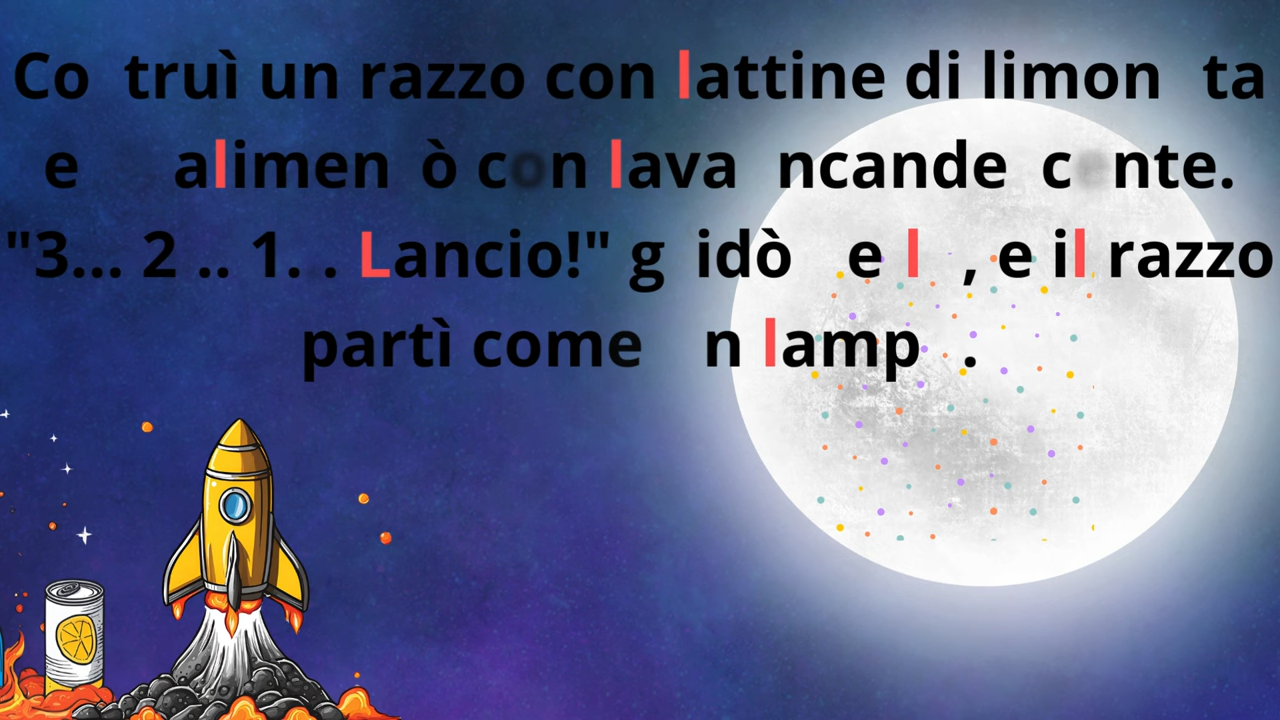 Co truì un razzo con lattine di limon ta
e alimen ò con lava ncande c nte.
"3... 2 .. 1. . Lancio!" g idò e l , e il razzo
partì come n lamp .